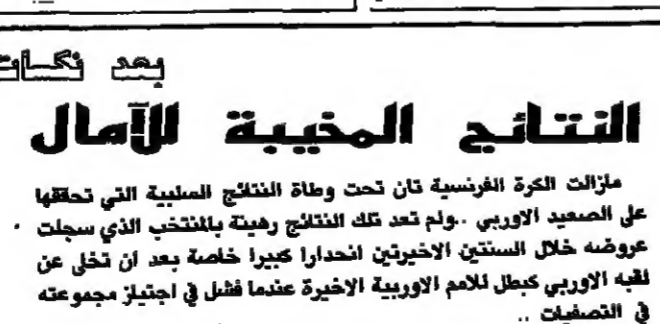 بعد نكسات
النتائج المخيبة للآمال
مازالت الكرة الفرنسية تان تحت وطاة النتائج السلبية التي تحققها
على الصعيد الاوربي .. ولم تعد تلك النتائج رهينة بالمنتخب الذي سجلت
عروضه خلال السنتين الاخيرتين انحدارا كبيرا خاصة بعد ان تخلى عن
لقبه الاوربي كبطل للامم الاوربية الاخيرة عندما فشل في اجتياز مجموعته
في التصفيات ..